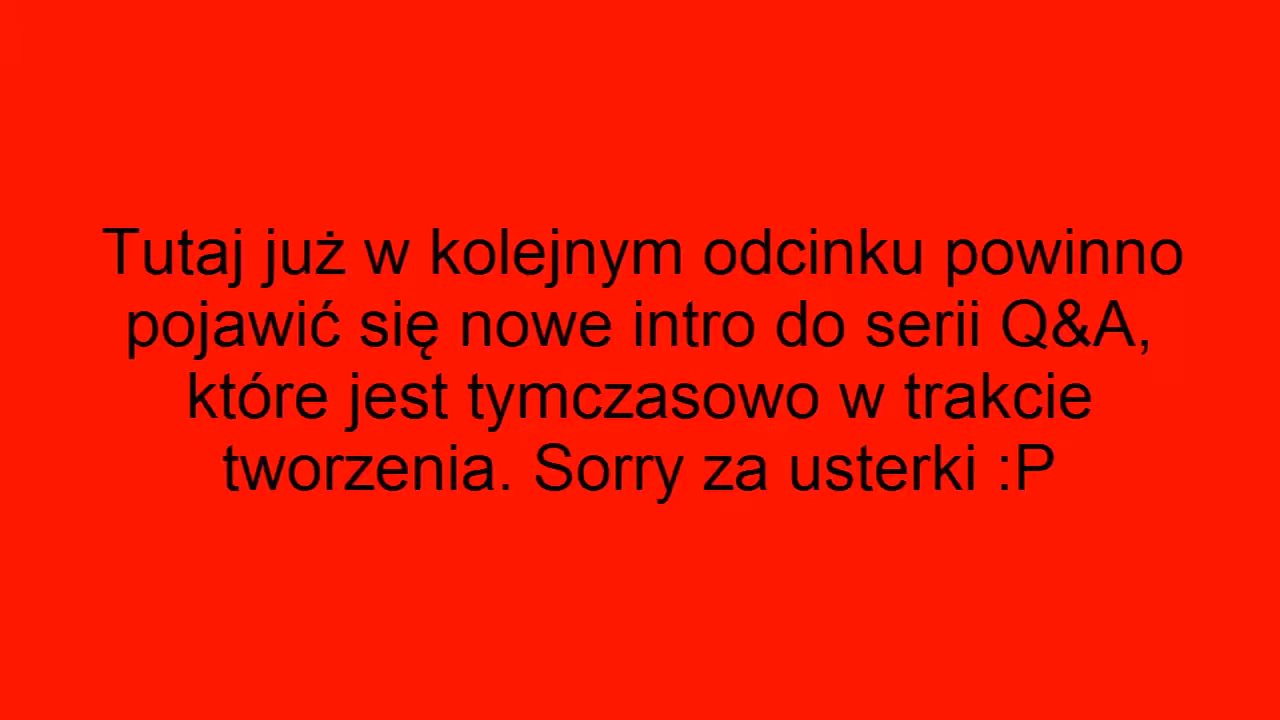 Tutaj już w kolejnym odcinku powinno
pojawić się nowe intro do serii Q&A,
które jest tymczasowo w trakcie
tworzenia. Sorry za usterki :P